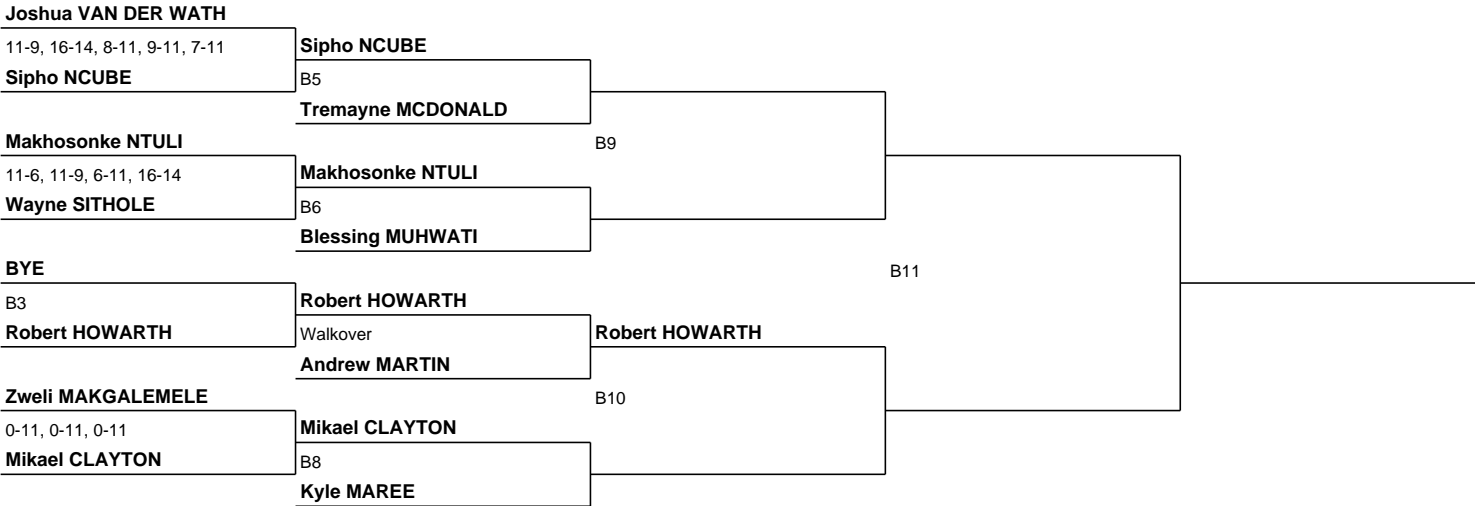 Joshua VAN DER WATH
11-9, 16-14, 8-11, 9-11, 7-11
Sipho NCUBE
Sipho NCUBE
B5
Tremayne MCDONALD
Makhosonke NTULI
B9
11-6, 11-9, 6-11, 16-14
Makhosonke NTULI
Wayne SITHOLE
B6
Blessing MUHWATI
BYE
B11
B3
Robert HOWARTH
Robert HOWARTH
Walkover
Robert HOWARTH
Andrew MARTIN
Zweli MAKGALEMELE
B10
0-11, 0-11, 0-11
Mikael CLAYTON
Mikael CLAYTON
B8
Kyle MAREE